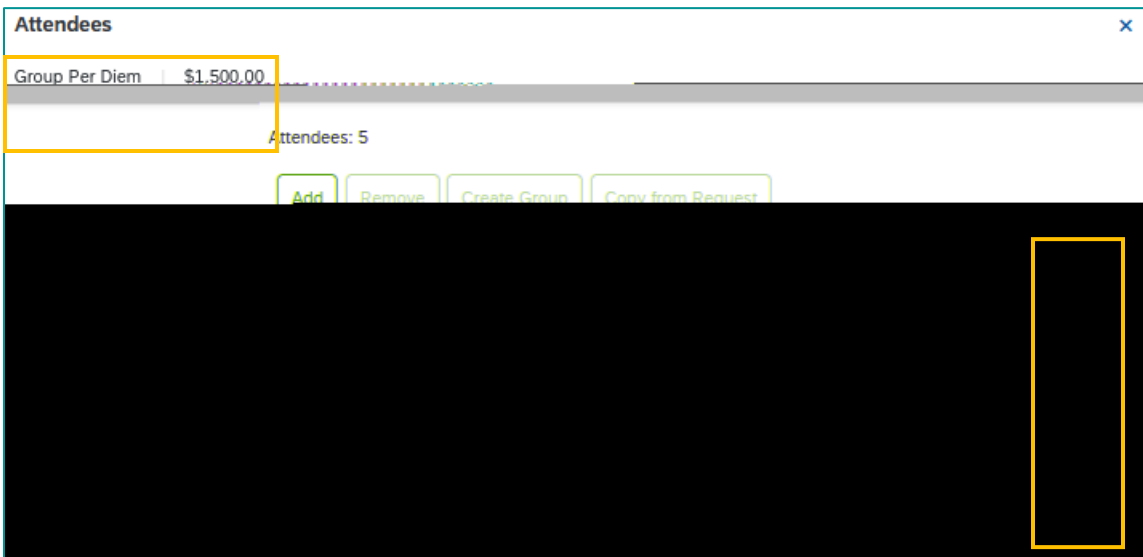 Attendees
Group Per Diem | $1,500.00
Attendees: 5
Add Remove Create Group Copy from Request